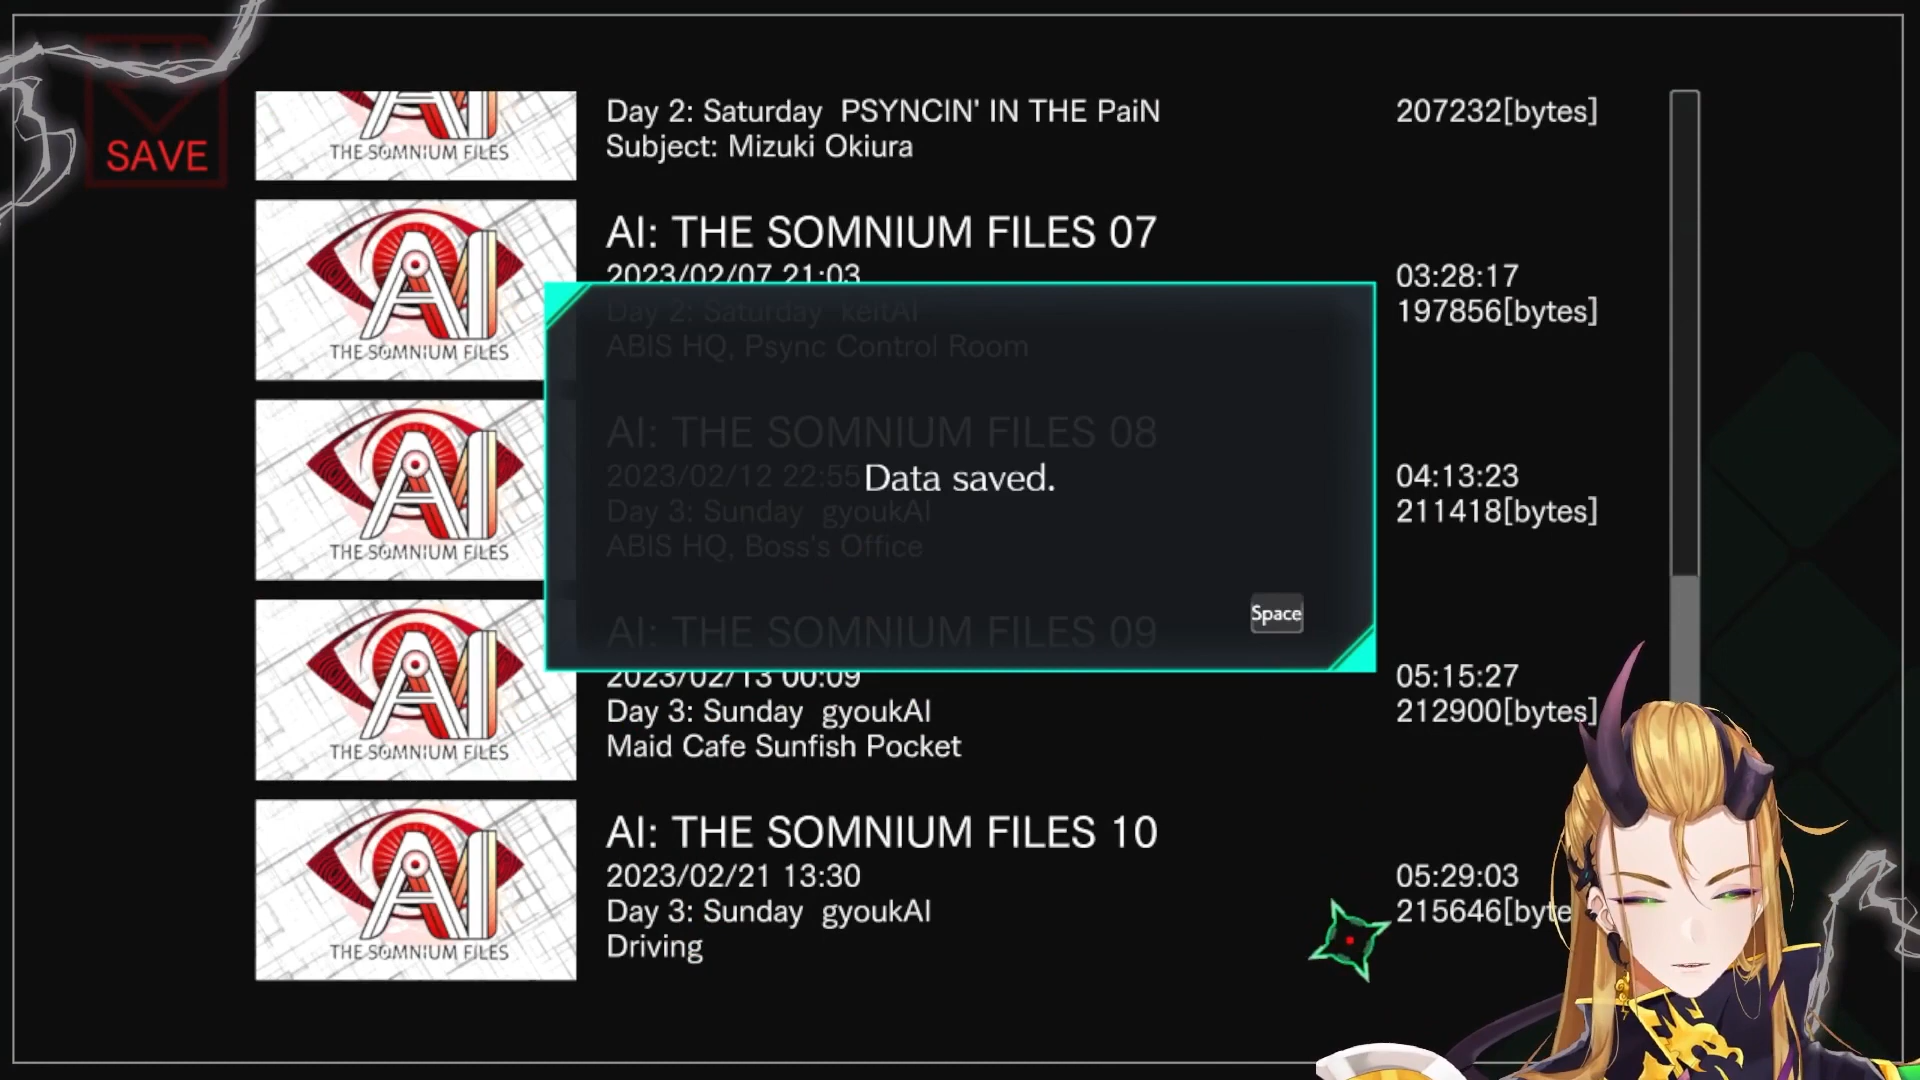 SAVE
THE SOMNIUM FILES
Day 2: Saturday  PSYNCIN' IN THE PaiN
Subject: Mizuki Okiura
207232[bytes]
AI
THE SOMNIUM FILES
AI: THE SOMNIUM FILES 07
2023/02/07 21:03
Day 2: Saturday  keitAI
ABIS HQ, Psync Control Room
03:28:17
197856[bytes]
AI
THE SOMNIUM FILES
AI: THE SOMNIUM FILES 08
2023/02/12 22:55
Day 3: Sunday  gyoukAI
ABIS HQ, Boss's Office
04:13:23
211418[bytes]
Data saved.
Space
AI
THE SOMNIUM FILES
AI: THE SOMNIUM FILES 09
2023/02/13 00:09
Day 3: Sunday  gyoukAI
Maid Cafe Sunfish Pocket
05:15:27
212900[bytes]
AI
THE SOMNIUM FILES
AI: THE SOMNIUM FILES 10
2023/02/21 13:30
Day 3: Sunday  gyoukAI
Driving
05:29:03
215646[byte